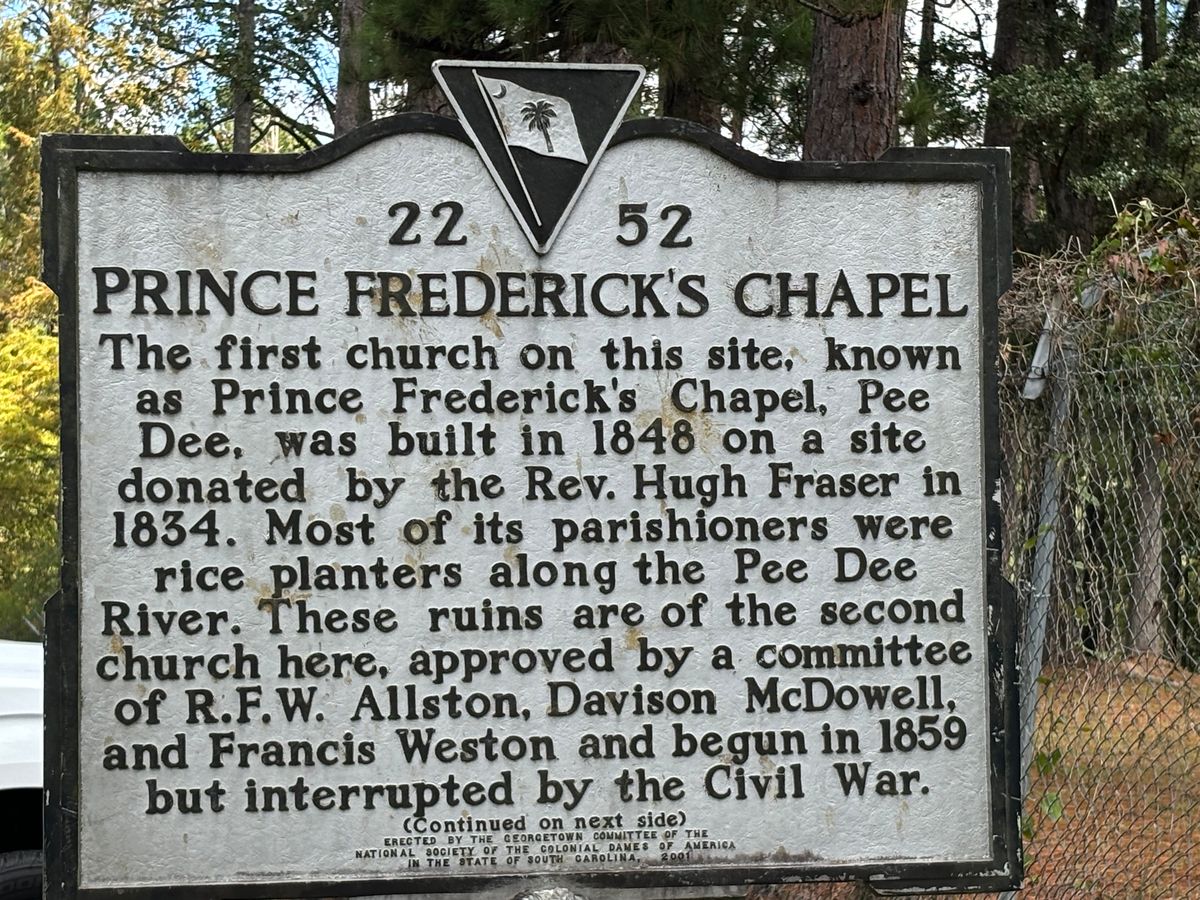 22 52
PRINCE FREDERICK'S CHAPEL
The first church on this site, known
as Prince Frederick's Chapel, Pee
Dee, was built in 1848 on a site
donated by the Rev. Hugh Fraser in
1834. Most of its parishioners were
rice planters along the Pee Dee
River. These ruins are of the second
church here, approved by a committee
of R.F.W. Allston, Davison McDowell,
and Francis Weston and begun in 1859
but interrupted by the Civil War.
(Continued on next side)
ERECTED BY THE GEORGETOWN COMMITTEE OF THE
NATIONAL SOCIETY OF THE COLONIAL DAMES OF AMERICA
IN THE STATE OF SOUTH CAROLINA, 2001